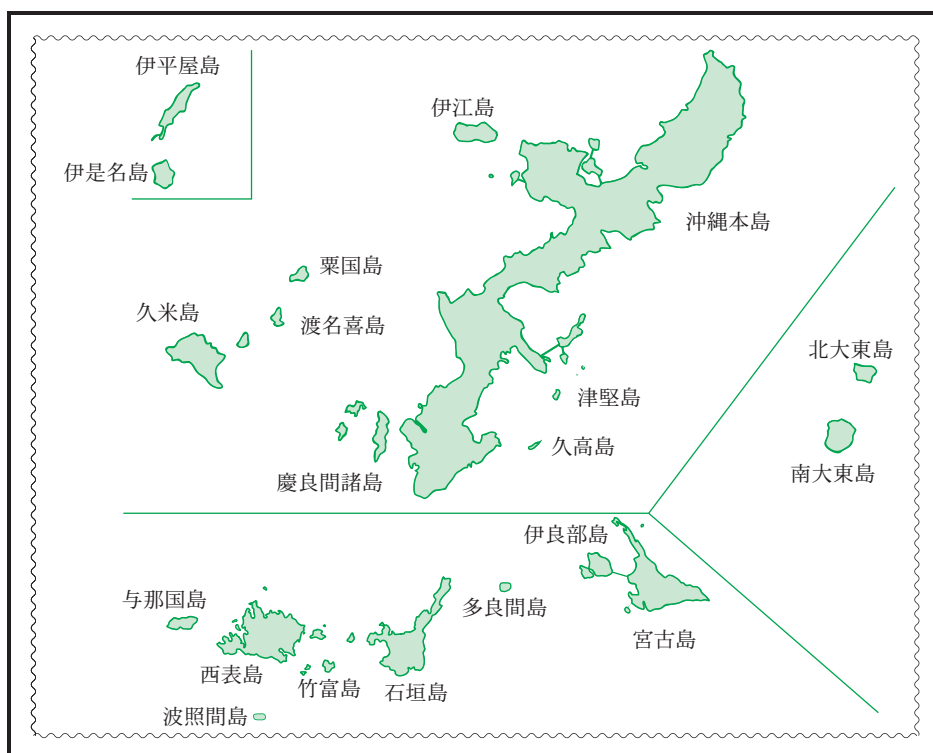 伊平屋島
伊江島
伊是名島
沖縄本島
粟国島
久米島
渡名喜島
北大東島
津堅島
久高島
慶良間諸島
南大東島
伊良部島
与那国島
多良間島
宮古島
西表島
竹富島
石垣島
波照間島